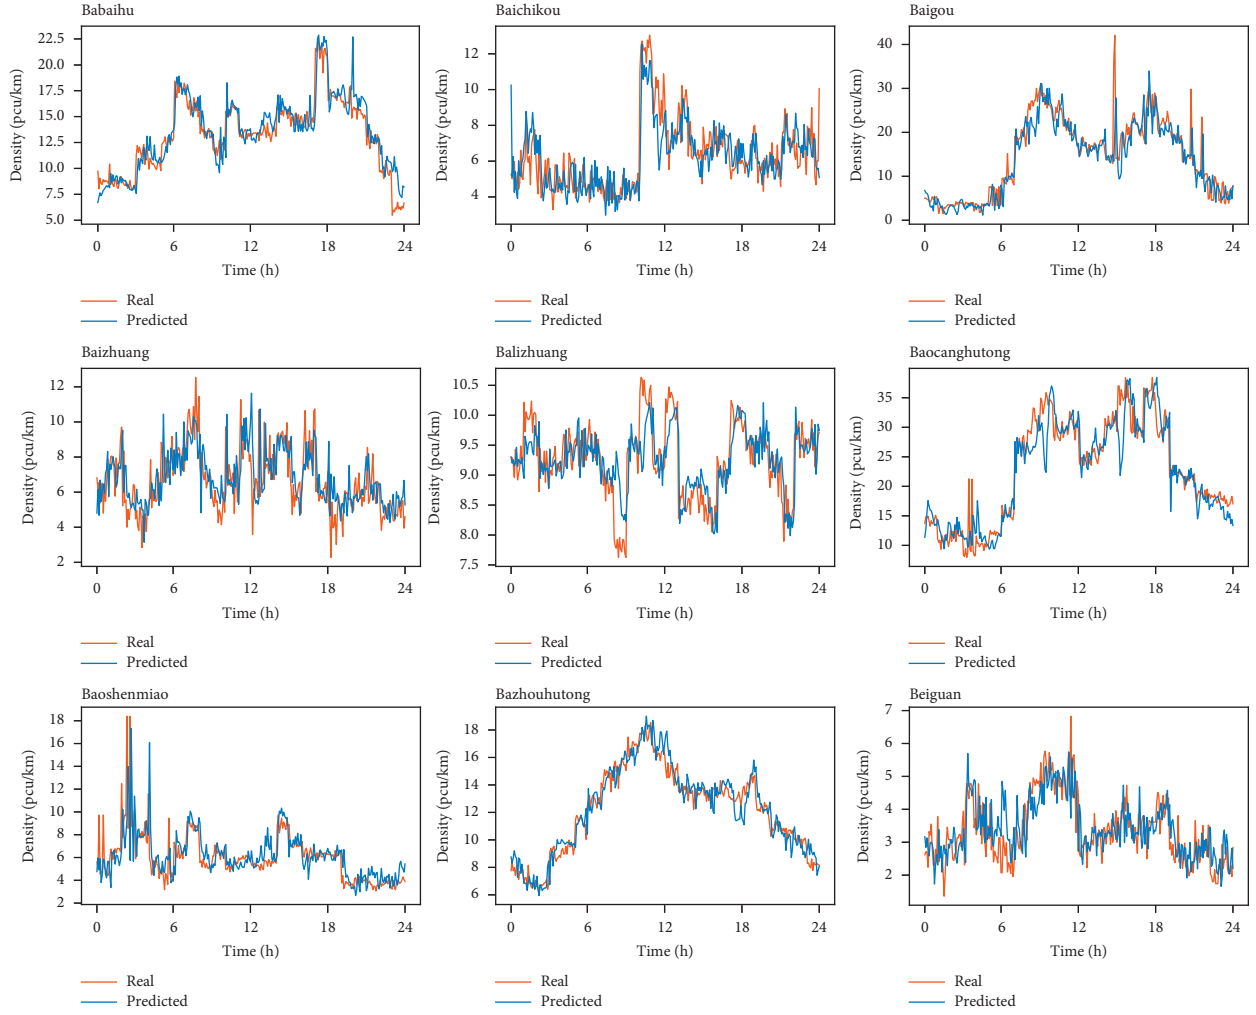 Babaihu
Density (pcu/km)
22.5
20.0
17.5
15.0
12.5
10.0
7.5
5.0
0 6 12 18 24
Time (h)
Real
Predicted
Baichikou
Density (pcu/km)
12
10
8
6
4
0 6 12 18 24
Time (h)
Real
Predicted
Baigou
Density (pcu/km)
40
30
20
10
0
0 6 12 18 24
Time (h)
Real
Predicted
Baizhuang
Density (pcu/km)
12
10
8
6
4
2
0 6 12 18 24
Time (h)
Real
Predicted
Balizhuang
Density (pcu/km)
10.5
10.0
9.5
9.0
8.5
8.0
7.5
0 6 12 18 24
Time (h)
Real
Predicted
Baocanghutong
Density (pcu/km)
35
30
25
20
15
10
0 6 12 18 24
Time (h)
Real
Predicted
Baoshenmiao
Density (pcu/km)
18
16
14
12
10
8
6
4
2
0 6 12 18 24
Time (h)
Real
Predicted
Bazhouhutong
Density (pcu/km)
18
16
14
12
10
8
6
0 6 12 18 24
Time (h)
Real
Predicted
Beiguan
Density (pcu/km)
7
6
5
4
3
2
0 6 12 18 24
Time (h)
Real
Predicted